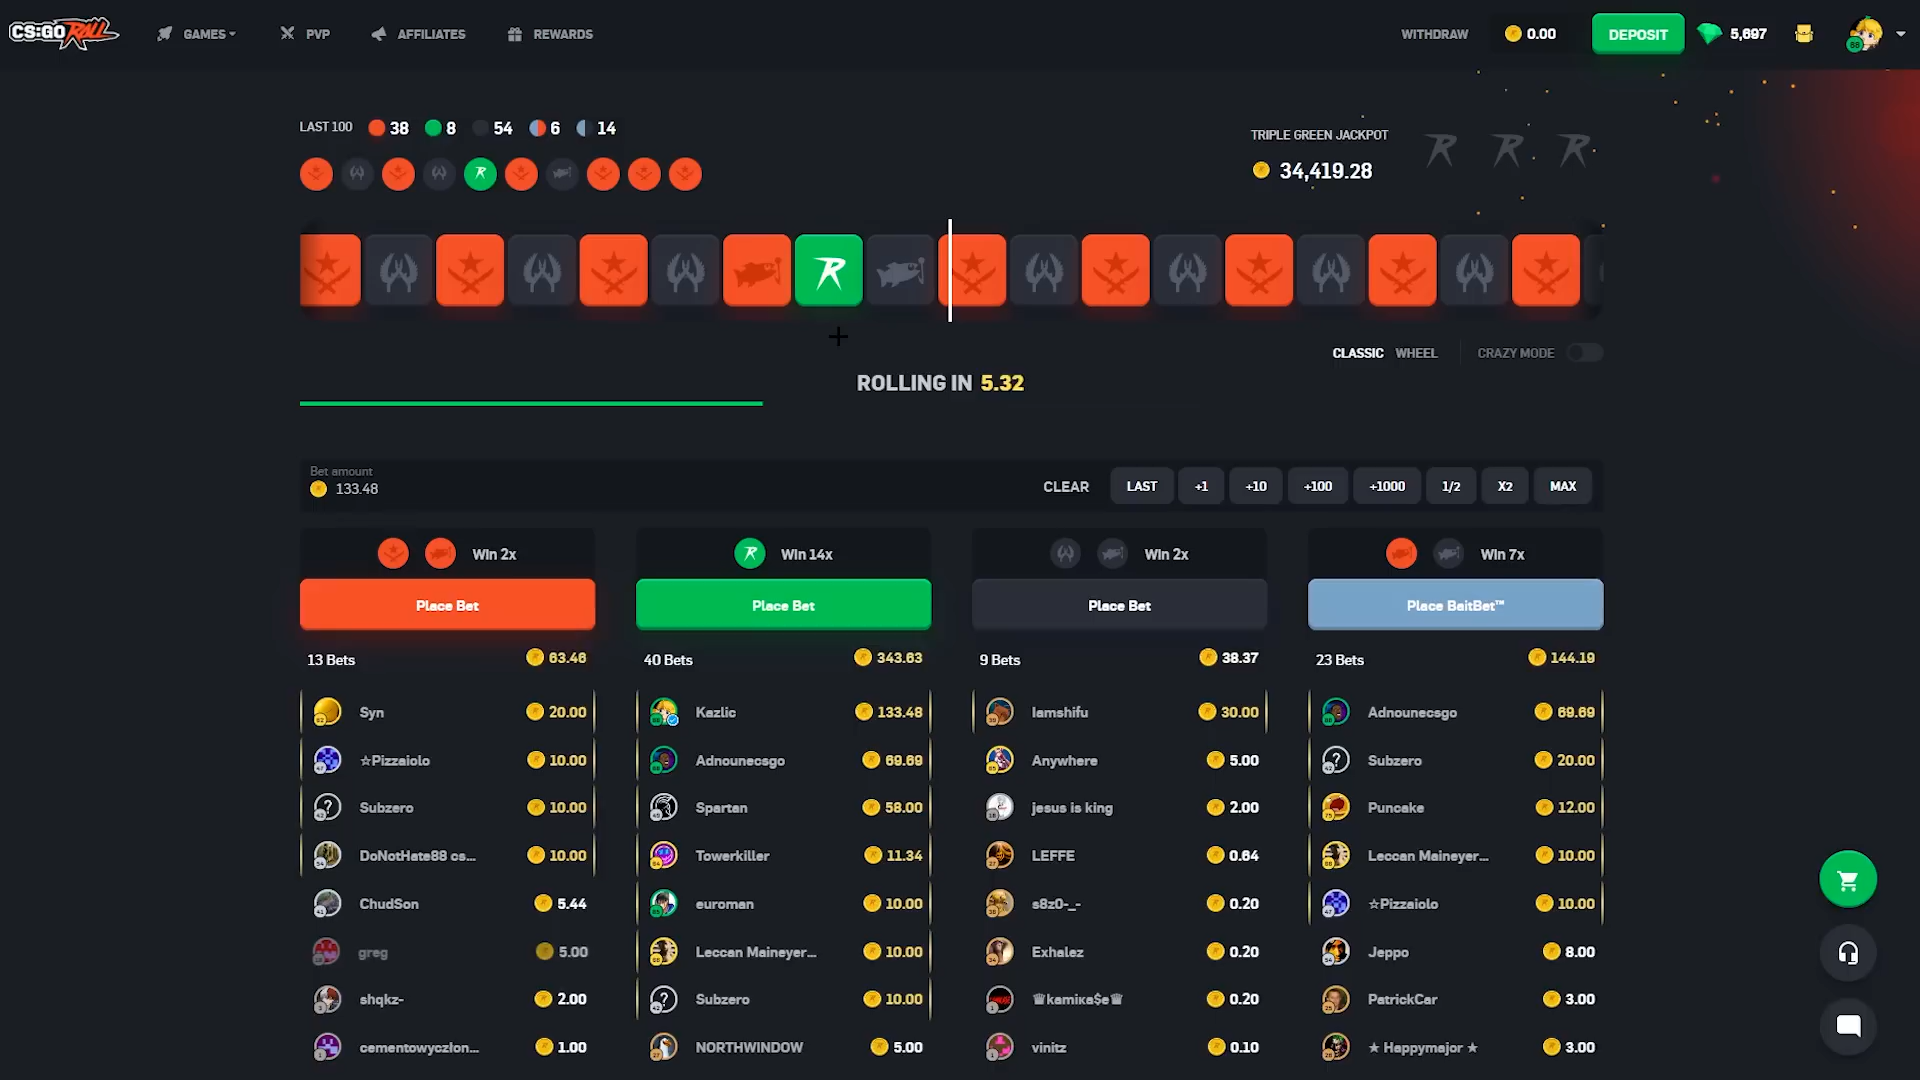 CS:GO ROLL
GAMES
PVP
AFFILIATES
REWARDS
WITHDRAW
0.00
DEPOSIT
5,697
88
LAST 100
38
8
54
6
14
TRIPLE GREEN JACKPOT
34,419.28
CLASSIC
WHEEL
CRAZY MODE
ROLLING IN 5.32
Bet amount
133.48
CLEAR
LAST
+1
+10
+100
+1000
1/2
X2
MAX
Win 2x
Win 14x
Win 2x
Win 7x
Place Bet
Place Bet
Place Bet
Place BaitBet™
13 Bets
63.46
40 Bets
343.63
9 Bets
38.37
23 Bets
144.19
Syn
20.00
Kazlic
133.48
Iamshifu
30.00
Adnounecsgo
69.69
☆Pizzaiolo
10.00
Adnounecsgo
69.69
Anywhere
5.00
Subzero
20.00
Subzero
10.00
Spartan
58.00
jesus is king
2.00
Puncake
12.00
DoNotHate88 cs...
10.00
Towerkiller
11.34
LEFFE
0.64
Leccan Maineyer...
10.00
ChudSon
5.44
euroman
10.00
s8z0-_-
0.20
☆Pizzaiolo
10.00
greg
5.00
Leccan Maineyer...
10.00
Exhalez
0.20
Jeppo
8.00
shqkz-
2.00
Subzero
10.00
♛kamiкa$e♛
0.20
PatrickCar
3.00
cementowyczłon...
1.00
NORTHWINDOW
5.00
vinitz
0.10
★ Happymajor ★
3.00